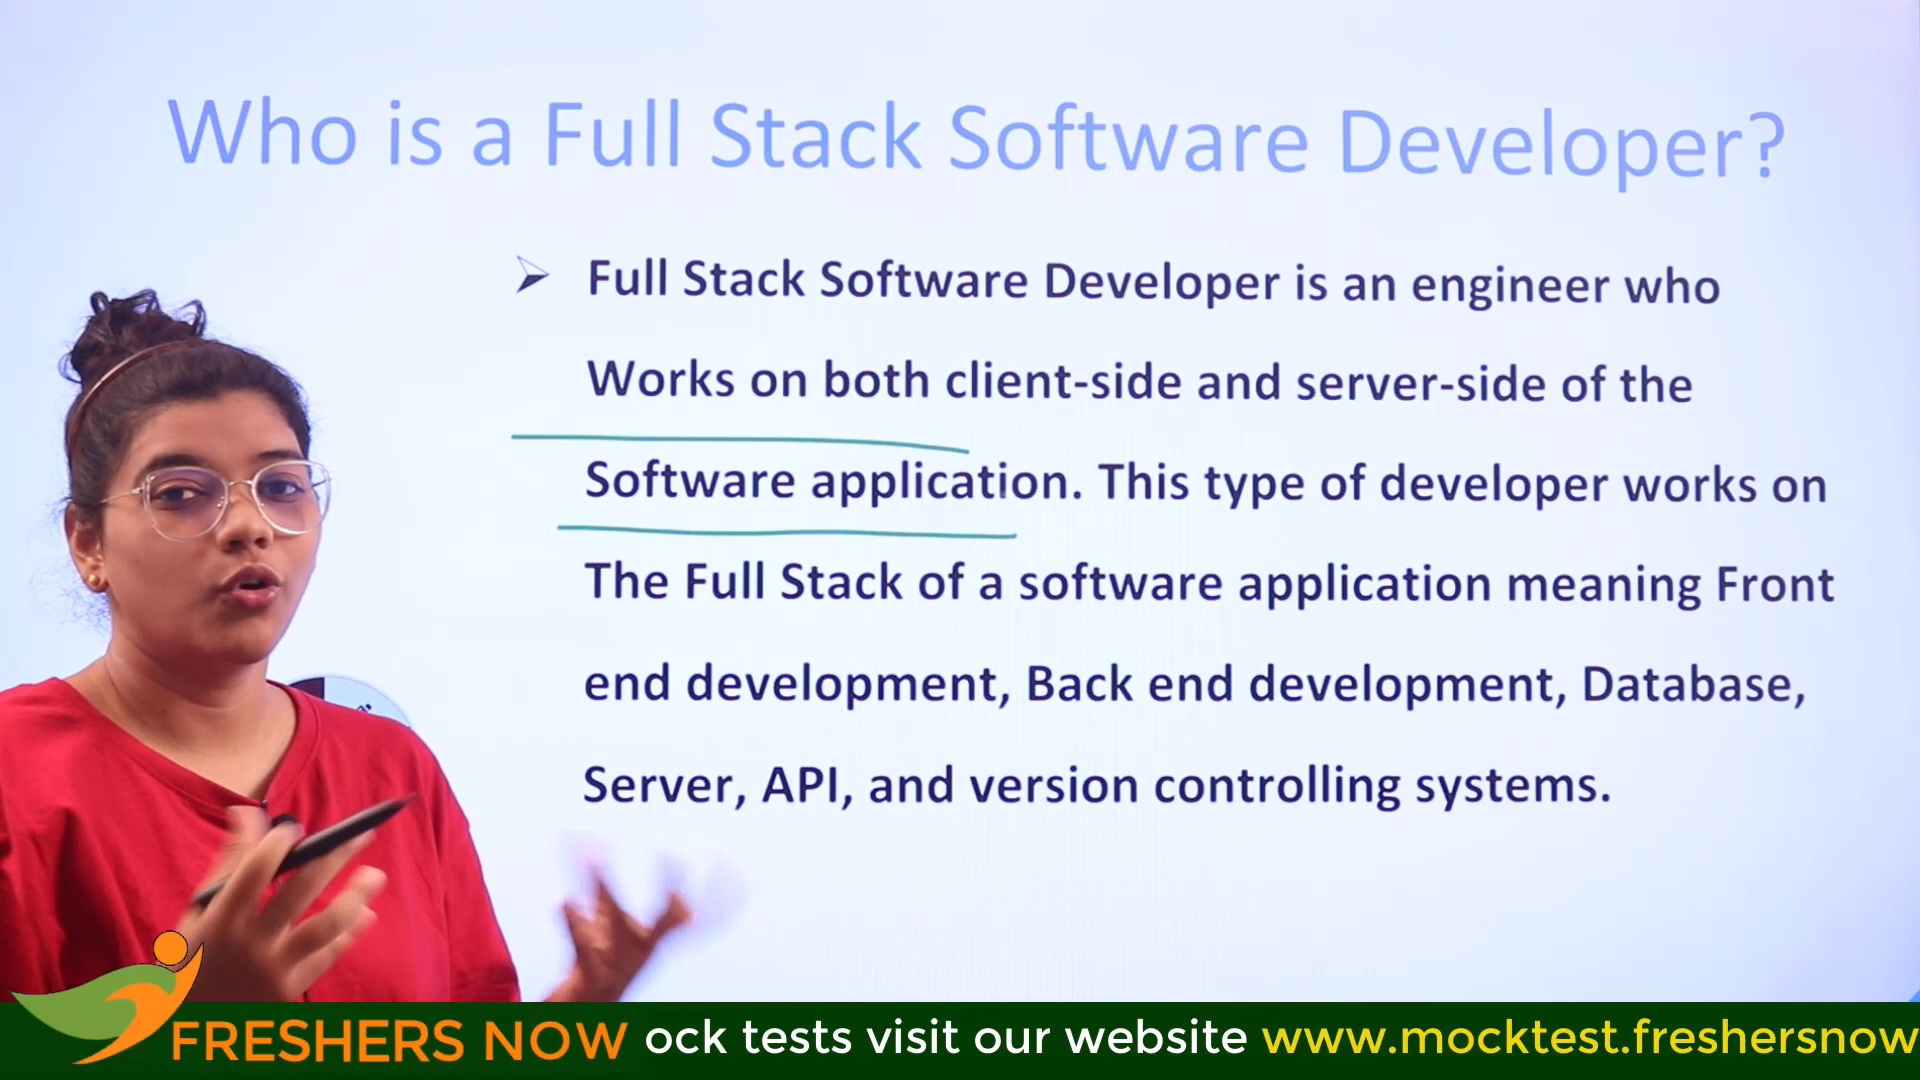 Who is a Full Stack Software Developer?
Full Stack Software Developer is an engineer who
Works on both client-side and server-side of the
Software application. This type of developer works on
The Full Stack of a software application meaning Front
end development, Back end development, Database,
Server, API, and version controlling systems.
FRESHERS NOW ock tests visit our website www.mocktest.freshersnow